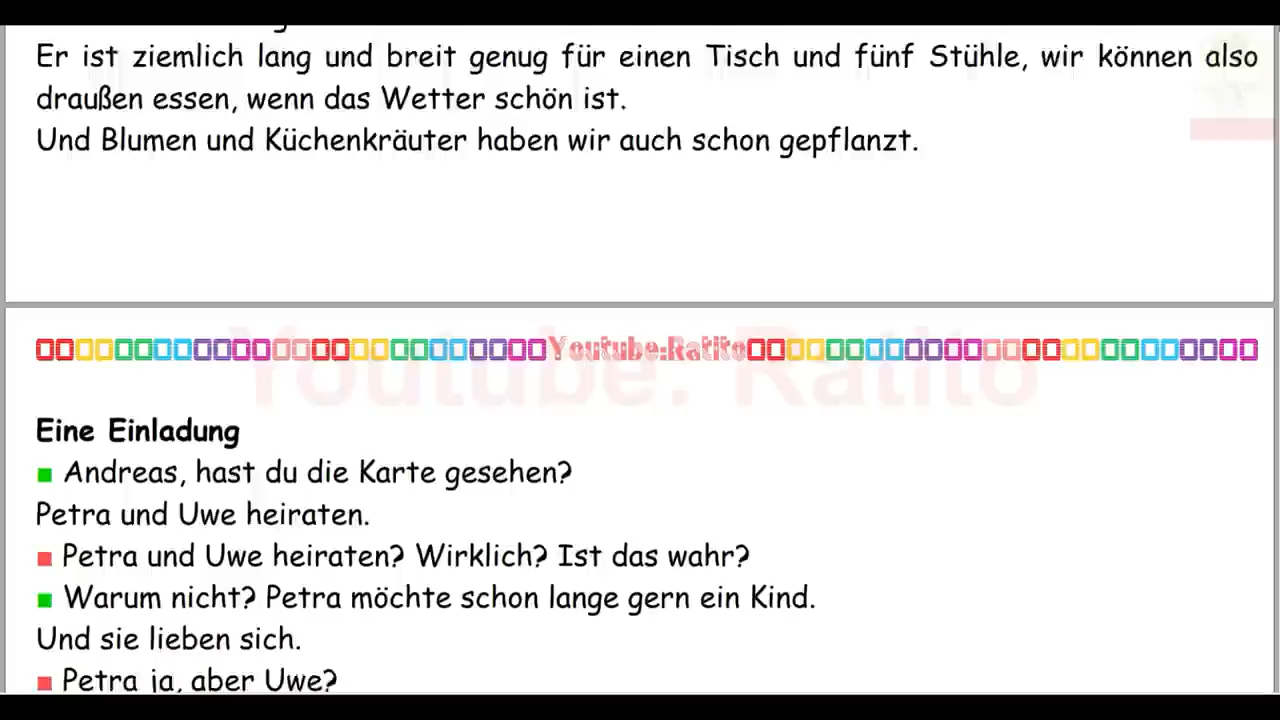 Er ist ziemlich lang und breit genug für einen Tisch und fünf Stühle, wir können also
draußen essen, wenn das Wetter schön ist.
Und Blumen und Küchenkräuter haben wir auch schon gepflanzt.
Youtube:Ratito
Youtube: Ratito
Eine Einladung
Andreas, hast du die Karte gesehen?
Petra und Uwe heiraten.
Petra und Uwe heiraten? Wirklich? Ist das wahr?
Warum nicht? Petra möchte schon lange gern ein Kind.
Und sie lieben sich.
Petra ja, aber Uwe?